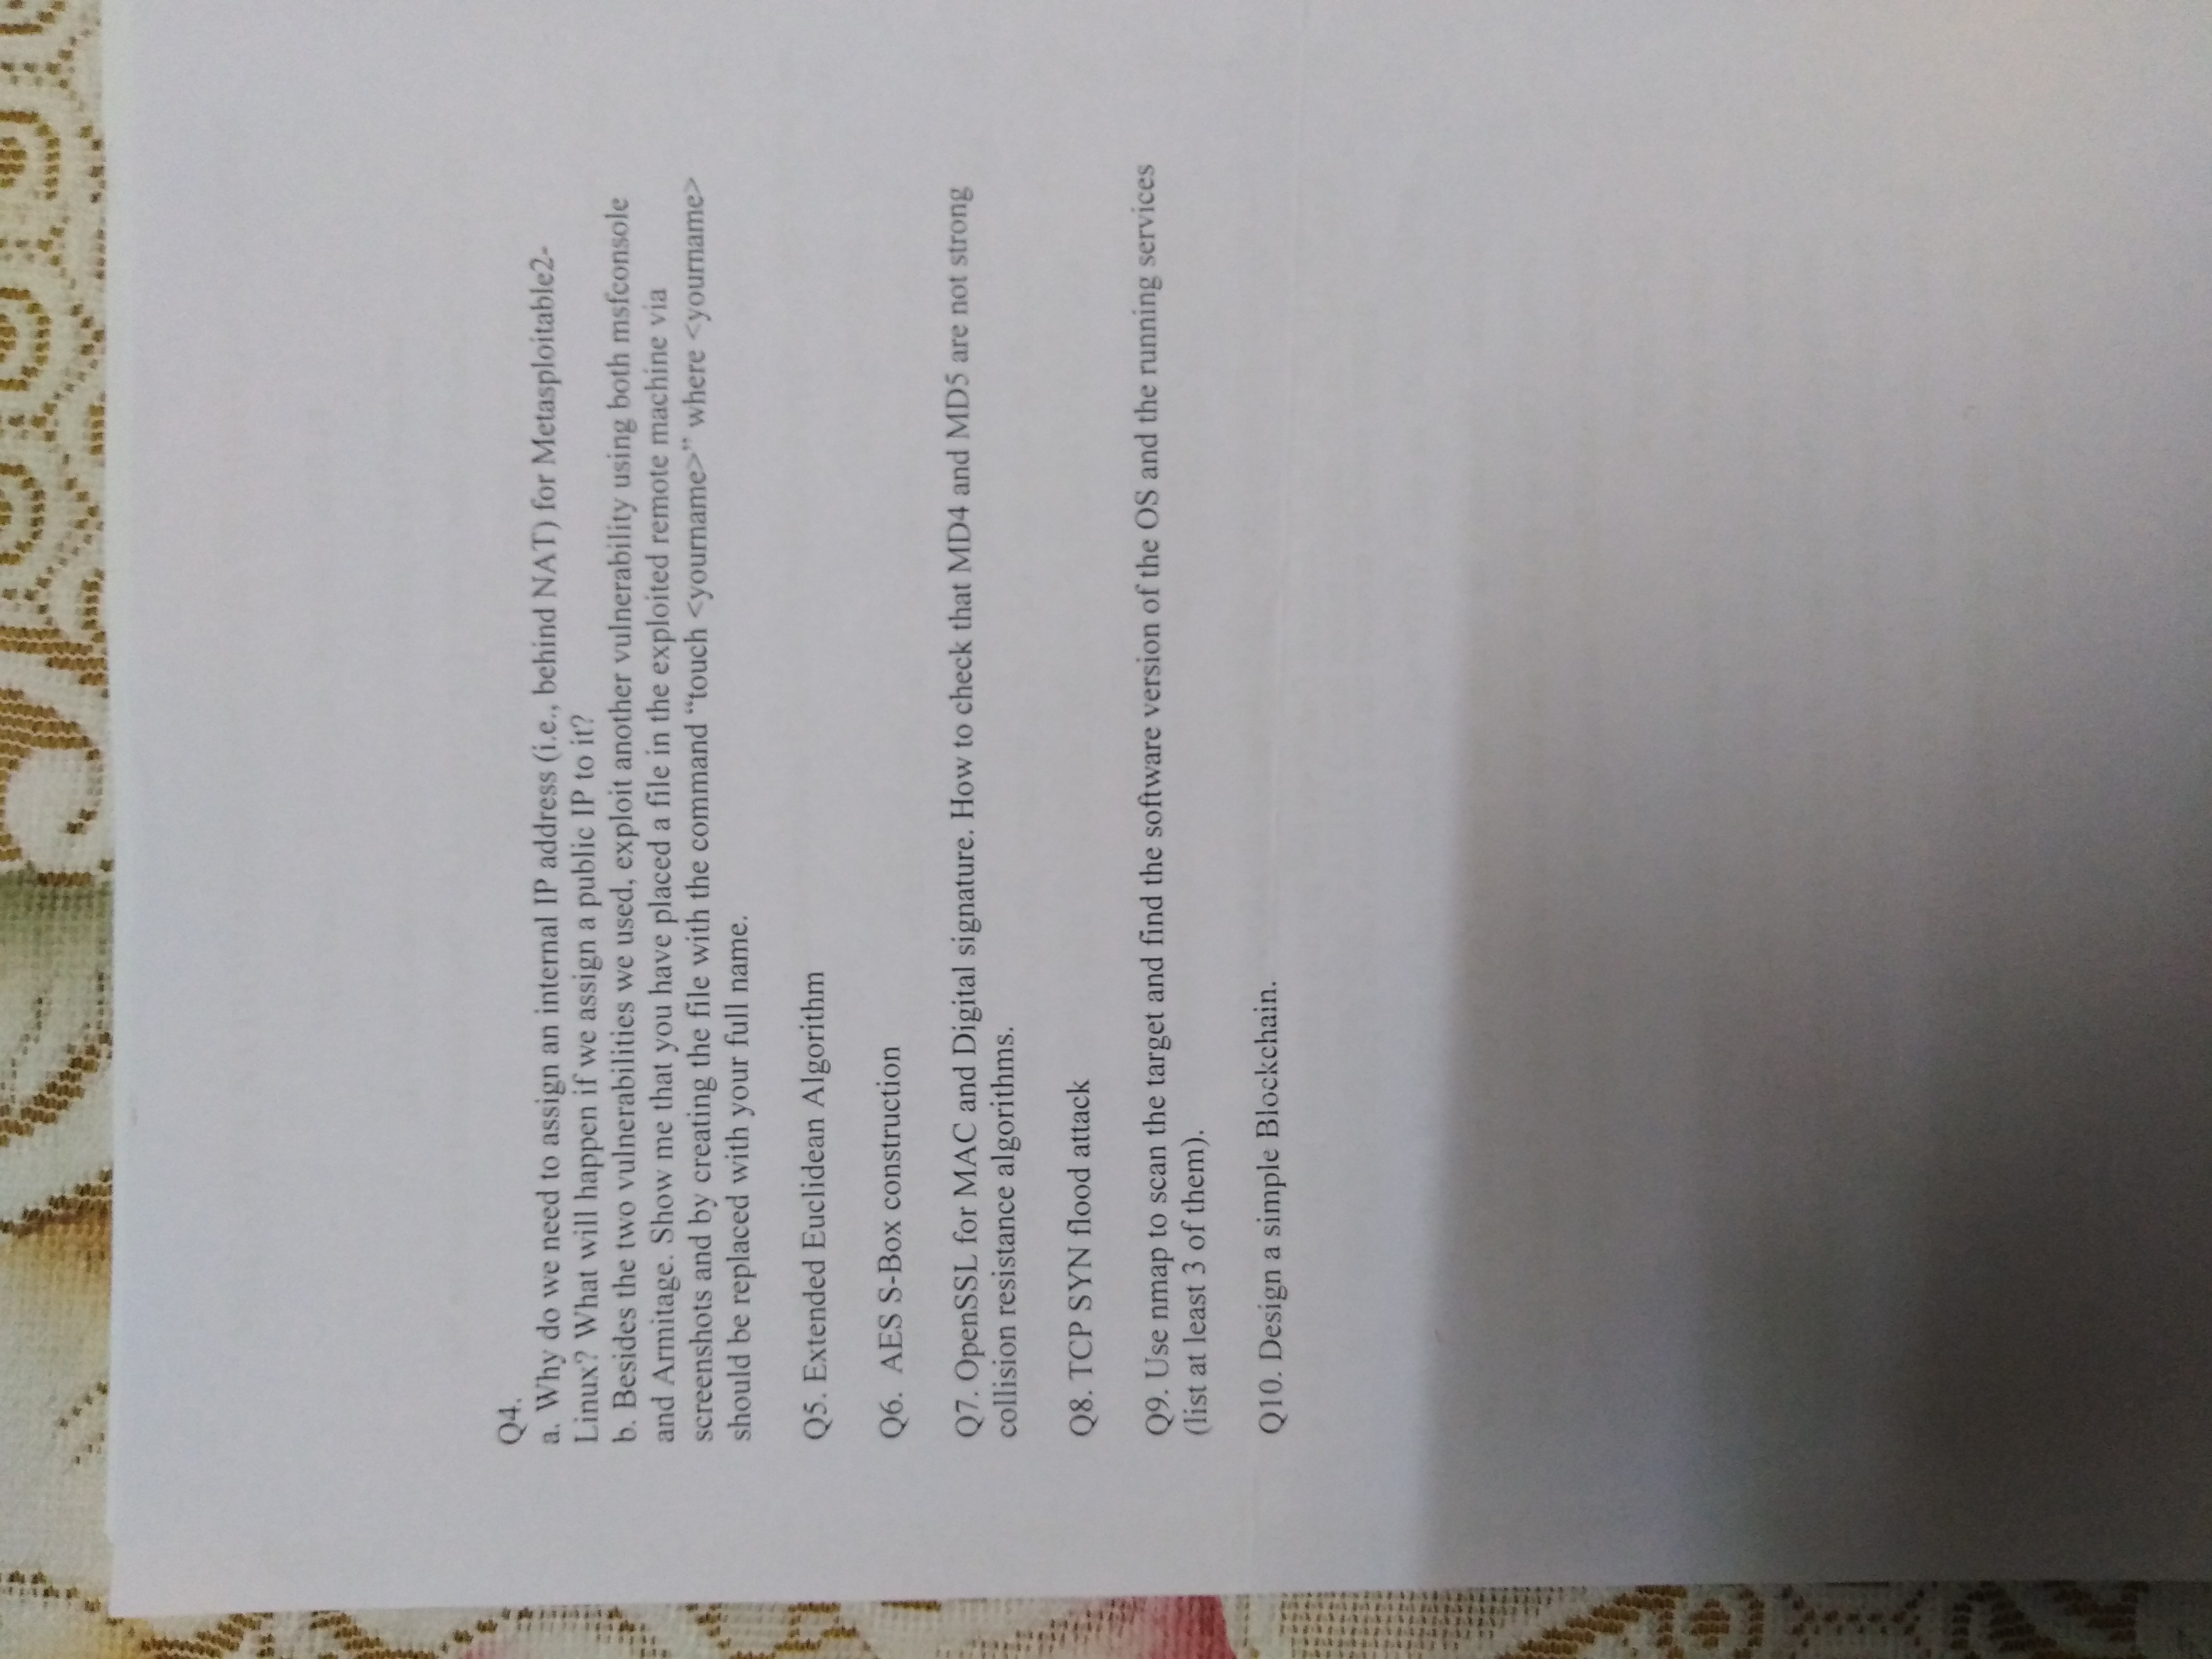 Q4.
a. Why do we need to assign an internal IP address (i.e., behind NAT) for Metasploitable2-
Linux? What will happen if we assign a public IP to it?
b. Besides the two vulnerabilities we used, exploit another vulnerability using both msfconsole
and Armitage. Show me that you have placed a file in the exploited remote machine via
screenshots and by creating the file with the command “touch <yourname>” where <yourname>
should be replaced with your full name.
Q5. Extended Euclidean Algorithm
Q6. AES S-Box construction
Q7. OpenSSL for MAC and Digital signature. How to check that MD4 and MD5 are not strong
collision resistance algorithms.
Q8. TCP SYN flood attack
Q9. Use nmap to scan the target and find the software version of the OS and the running services
(list at least 3 of them).
Q10. Design a simple Blockchain.